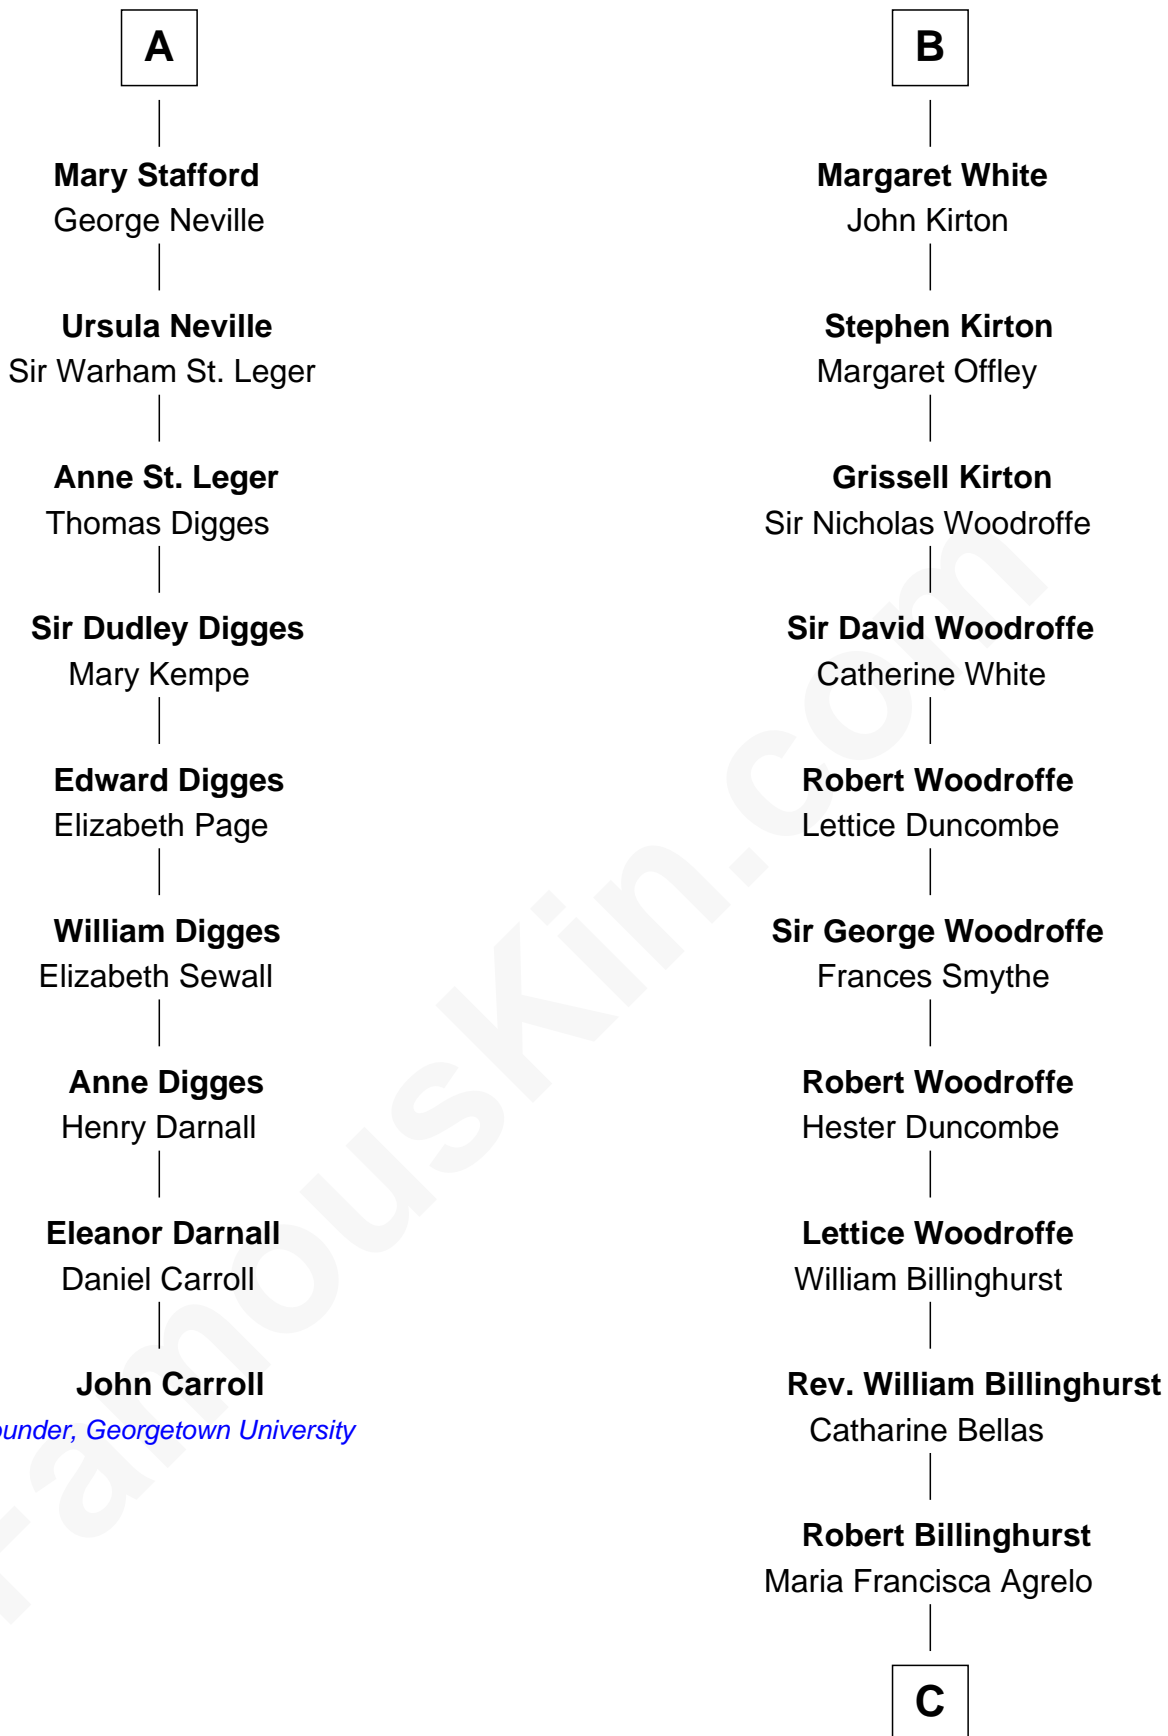 A
Mary Stafford
George Neville
Ursula Neville
Sir Warham St. Leger
Anne St. Leger
Thomas Digges
Sir Dudley Digges
Mary Kempe
Edward Digges
Elizabeth Page
William Digges
Elizabeth Sewall
Anne Digges
Henry Darnall
Eleanor Darnall
Daniel Carroll
John Carroll
ounder, Georgetown University
B
Margaret White
John Kirton
Stephen Kirton
Margaret Offley
Grissell Kirton
Sir Nicholas Woodroffe
Sir David Woodroffe
Catherine White
Robert Woodroffe
Lettice Duncombe
Sir George Woodroffe
Frances Smythe
Robert Woodroffe
Hester Duncombe
Lettice Woodroffe
William Billinghurst
Rev. William Billinghurst
Catharine Bellas
Robert Billinghurst
Maria Francisca Agrelo
C
FamousKin.com